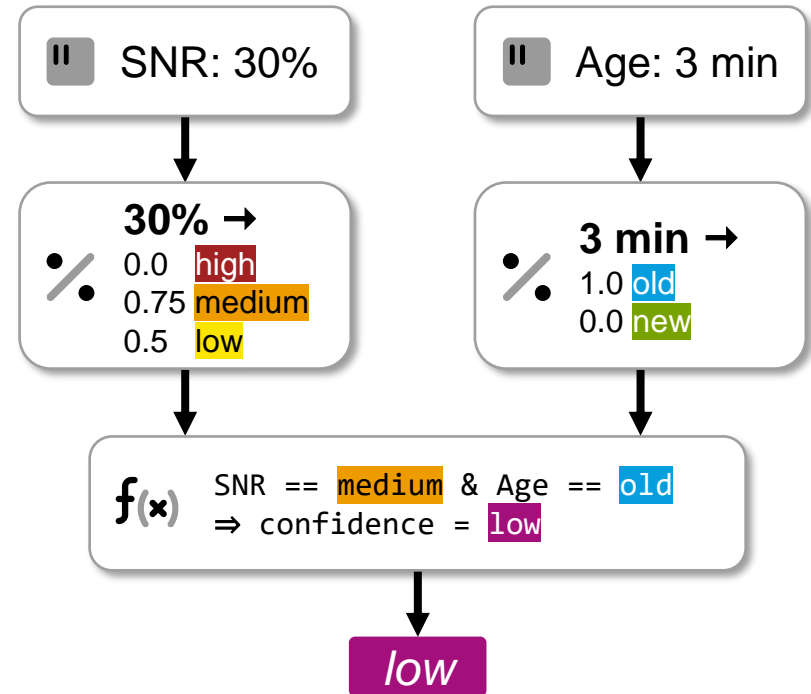 SNR: 30%
Age: 3 min
30% →
0.0 high
0.75 medium
0.5 low
3 min →
1.0 old
0.0 new
f(x)
SNR == medium & Age == old
⇒ confidence = low
low